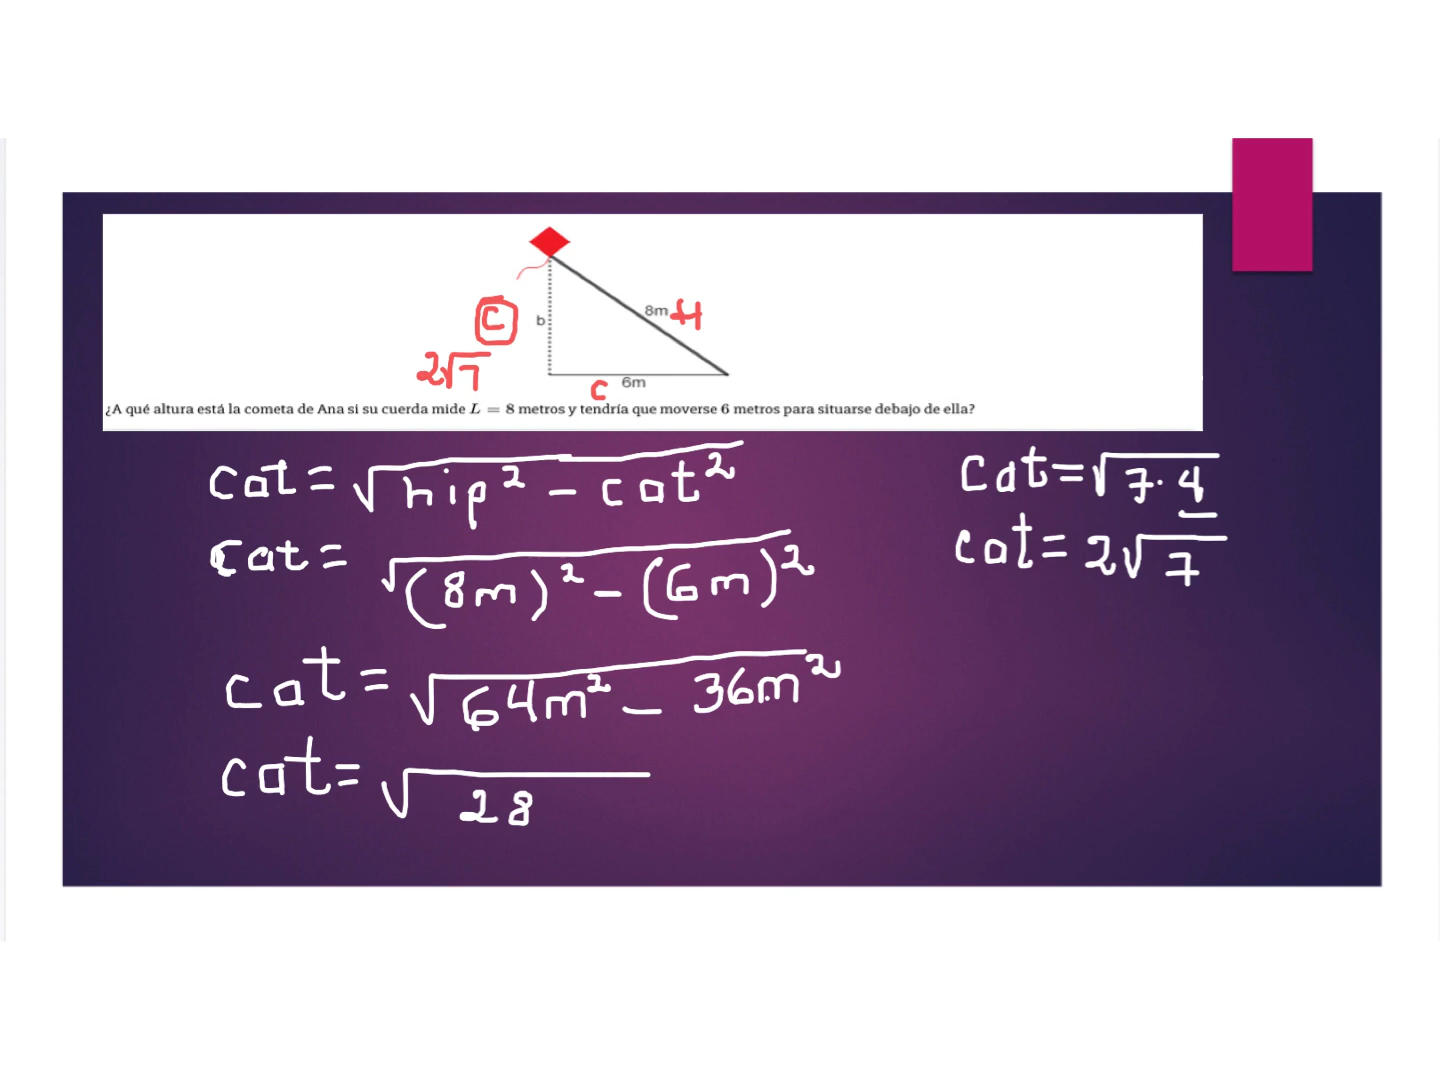 8m H
C b
2√7
6m
c
¿A qué altura está la cometa de Ana si su cuerda mide L = 8 metros y tendría que moverse 6 metros para situarse debajo de ella?
cat = √hip² - cat²
cat = √(8m)² - (6m)²
cat = √64m² - 36m²
cat = √28
cat = √7·4
cat = 2√7